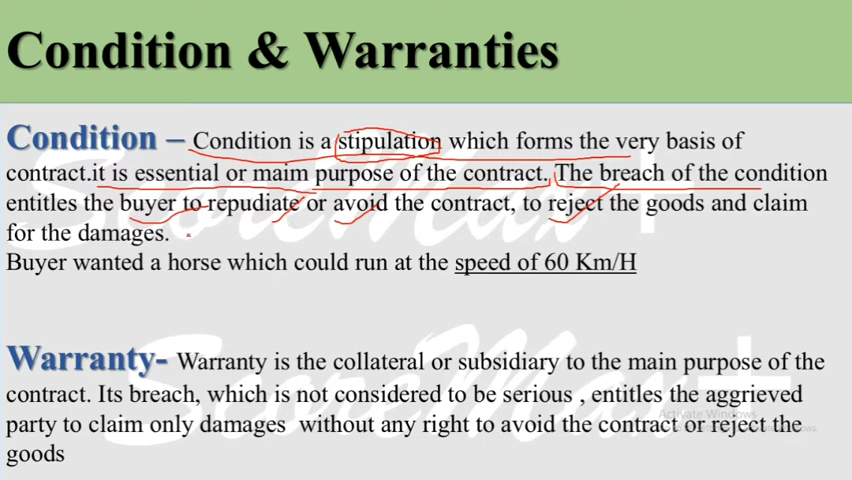 Condition & Warranties
Condition – Condition is a stipulation which forms the very basis of
contract.it is essential or maim purpose of the contract. The breach of the condition
entitles the buyer to repudiate or avoid the contract, to reject the goods and claim
for the damages.
Buyer wanted a horse which could run at the speed of 60 Km/H
Warranty- Warranty is the collateral or subsidiary to the main purpose of the
contract. Its breach, which is not considered to be serious , entitles the aggrieved
party to claim only damages without any right to avoid the contract or reject the
goods
ScoreMax+
ScoreMax+
Activate Windows